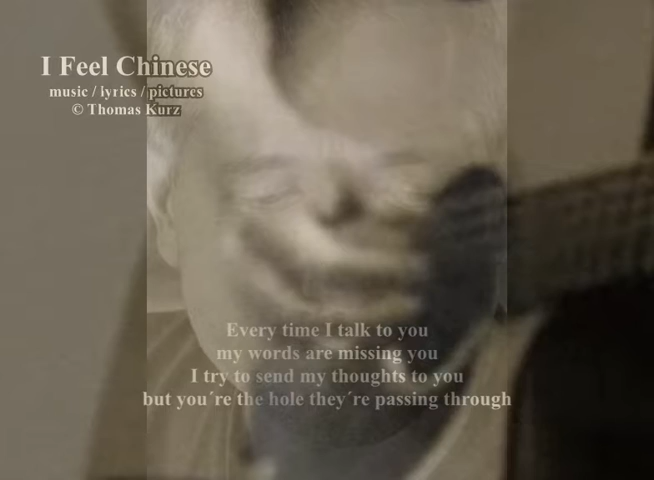 I Feel Chinese
music / lyrics / pictures
© Thomas Kurz
Every time I talk to you
my words are missing you
I try to send my thoughts to you
but you´re the hole they´re passing through